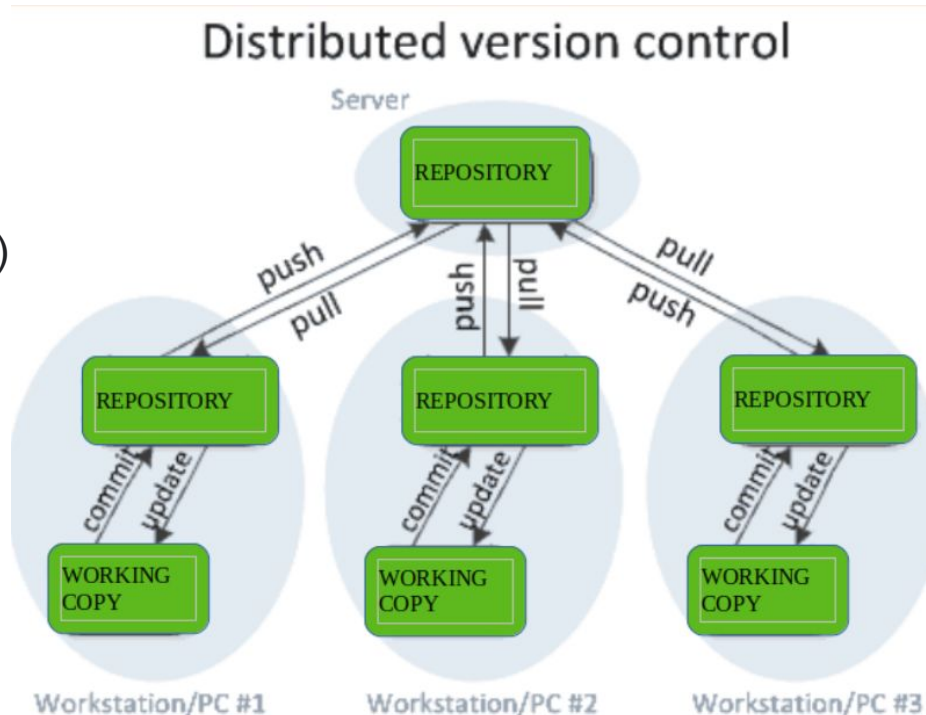 Distributed version control
Server
REPOSITORY
)
push
pull
push
pull
pull
push
REPOSITORY
REPOSITORY
REPOSITORY
commit
update
commit
update
commit
update
WORKING
COPY
WORKING
COPY
WORKING
COPY
Workstation/PC #1
Workstation/PC #2
Workstation/PC #3